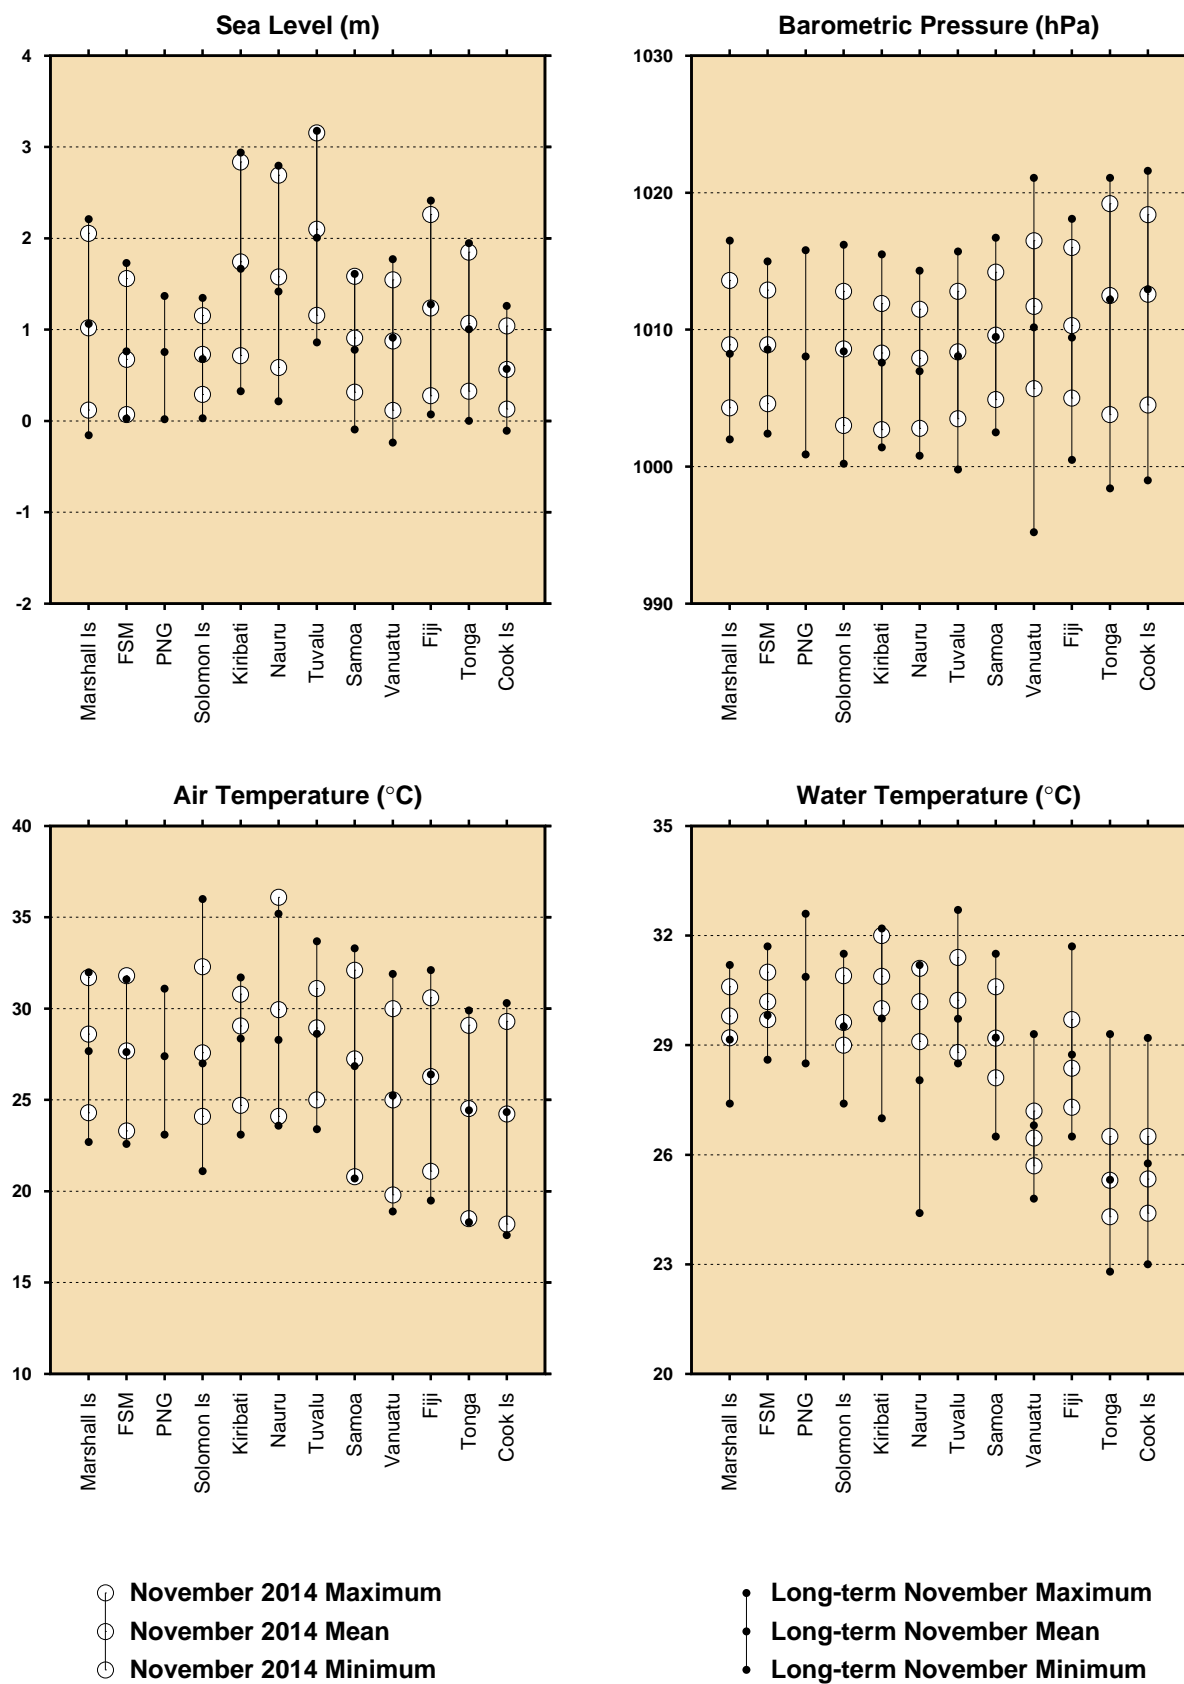 Sea Level (m)
4
3
2
1
0
-1
-2
Marshall Is
FSM
PNG
Solomon Is
Kiribati
Nauru
Tuvalu
Samoa
Vanuatu
Fiji
Tonga
Cook Is
Barometric Pressure (hPa)
1030
1020
1010
1000
990
Marshall Is
FSM
PNG
Solomon Is
Kiribati
Nauru
Tuvalu
Samoa
Vanuatu
Fiji
Tonga
Cook Is
Air Temperature (°C)
40
35
30
25
20
15
10
Marshall Is
FSM
PNG
Solomon Is
Kiribati
Nauru
Tuvalu
Samoa
Vanuatu
Fiji
Tonga
Cook Is
Water Temperature (°C)
35
32
29
26
23
20
Marshall Is
FSM
PNG
Solomon Is
Kiribati
Nauru
Tuvalu
Samoa
Vanuatu
Fiji
Tonga
Cook Is
November 2014 Maximum
November 2014 Mean
November 2014 Minimum
Long-term November Maximum
Long-term November Mean
Long-term November Minimum